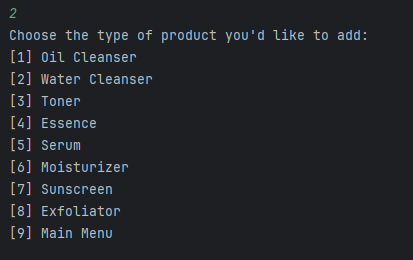 2
Choose the type of product you'd like to add:
[1] Oil Cleanser
[2] Water Cleanser
[3] Toner
[4] Essence
[5] Serum
[6] Moisturizer
[7] Sunscreen
[8] Exfoliator
[9] Main Menu